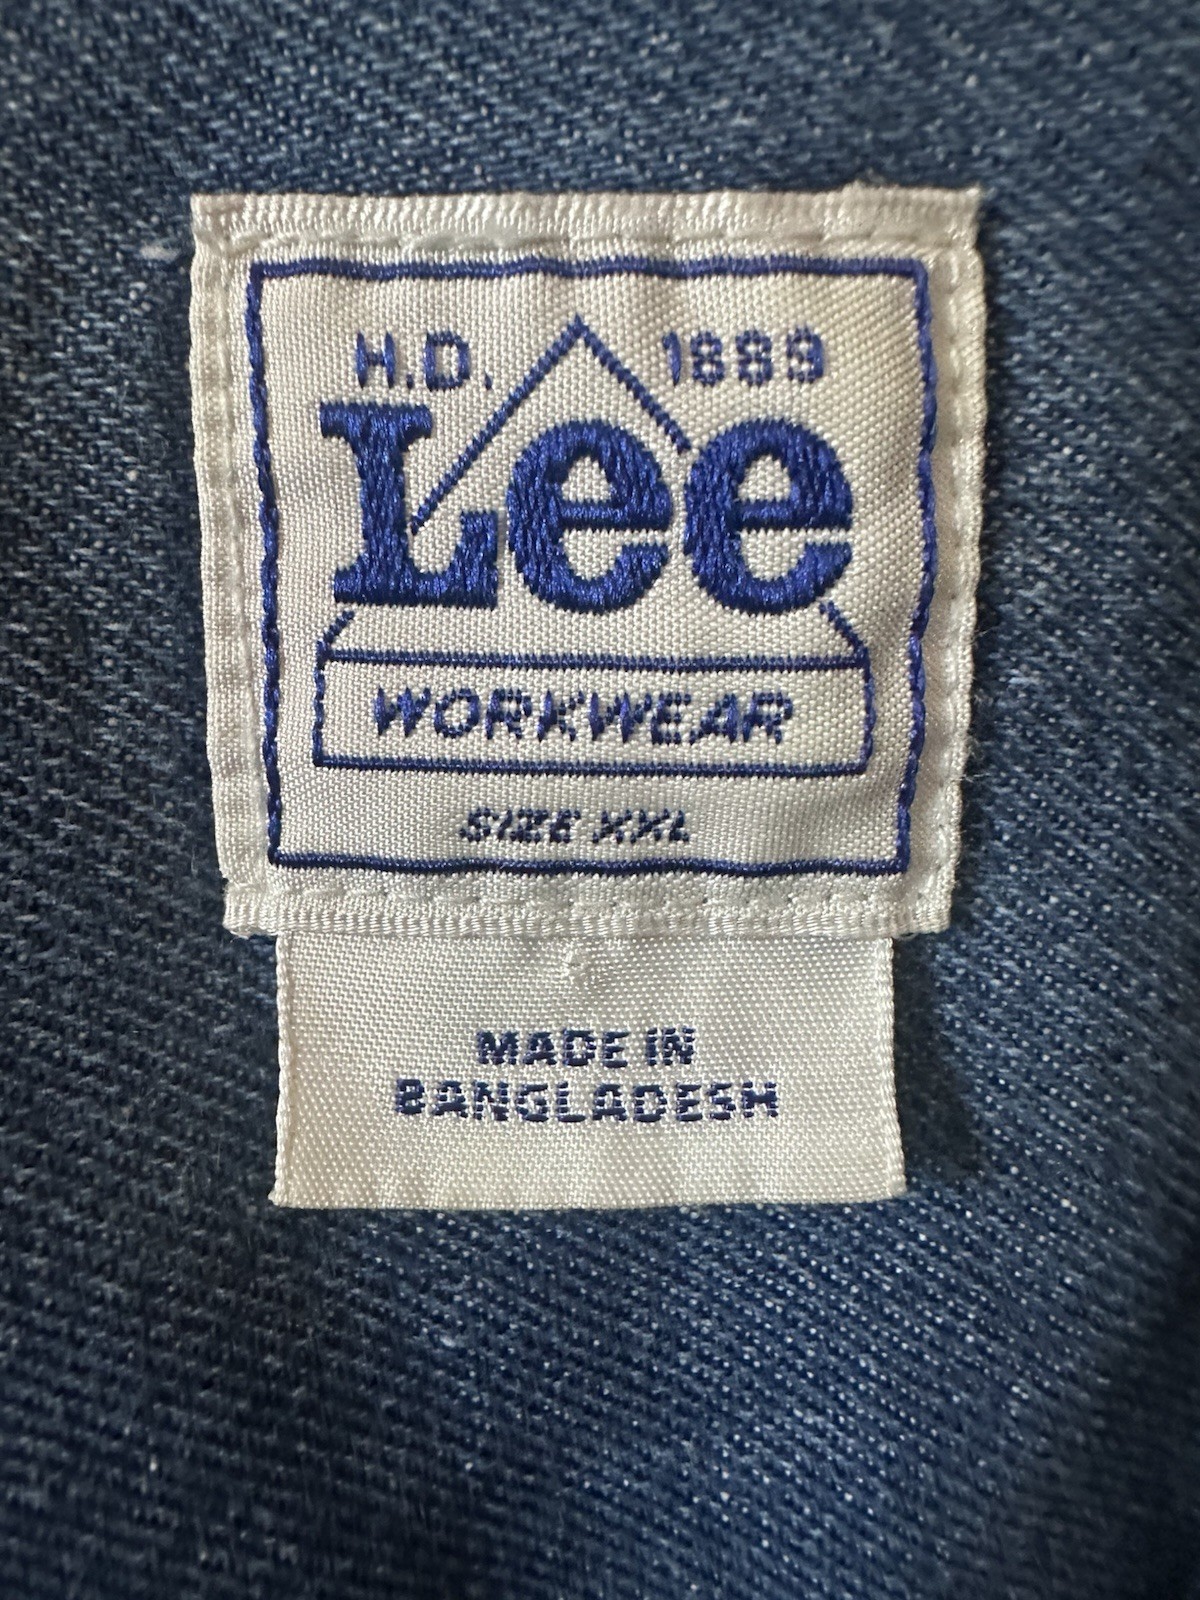 H.D. 1889
Lee
WORKWEAR
SIZE XXL
MADE IN
BANGLADESH